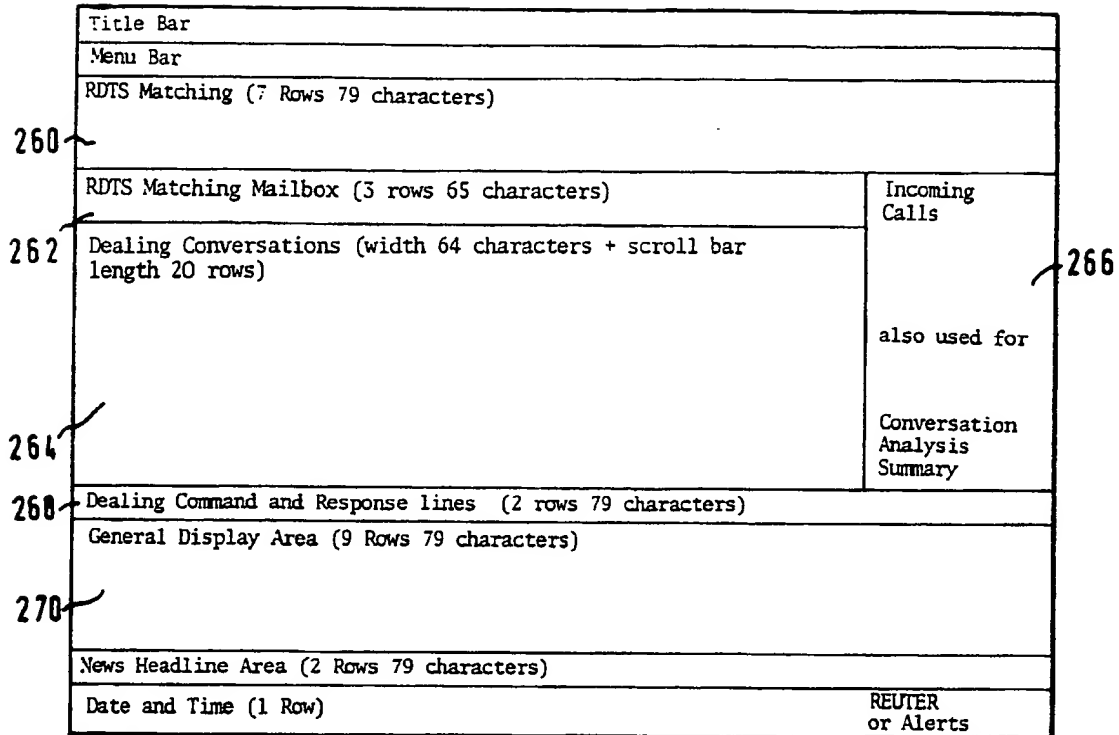 Title Bar
Menu Bar
RDTS Matching (7 Rows 79 characters)
260
RDTS Matching Mailbox (3 rows 65 characters)
Incoming
Calls
262
Dealing Conversations (width 64 characters + scroll bar
length 20 rows)
266
also used for
264
Conversation
Analysis
Summary
268
Dealing Command and Response lines (2 rows 79 characters)
General Display Area (9 Rows 79 characters)
270
News Headline Area (2 Rows 79 characters)
Date and Time (1 Row)
REUTER
or Alerts